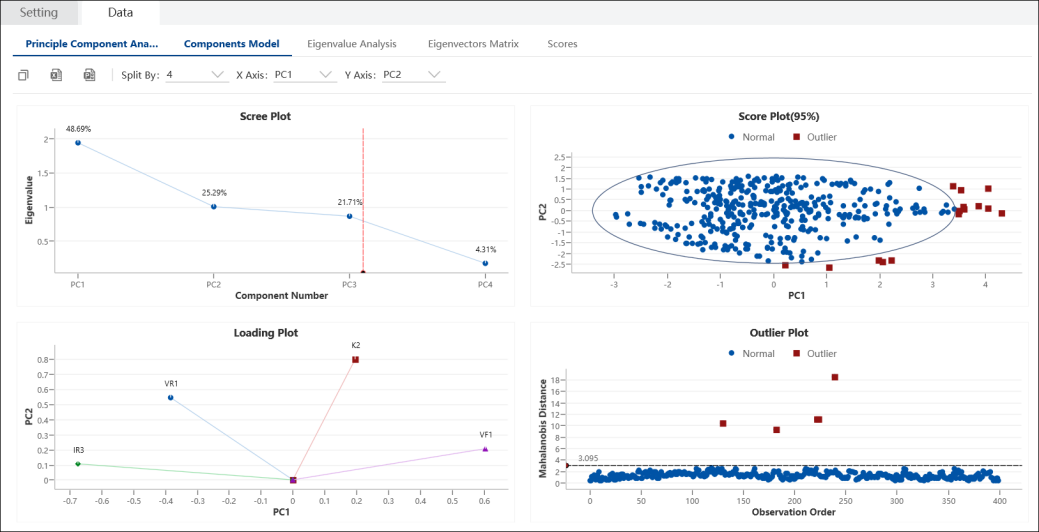 Setting Data
Principle Component Ana... Components Model Eigenvalue Analysis Eigenvectors Matrix Scores
Split By: 4 X Axis: PC1 Y Axis: PC2
Scree Plot
48.69%
25.29%
21.71%
4.31%
2
1.5
1
0.5
Eigenvalue
PC1 PC2 PC3 PC4
Component Number
Score Plot(95%)
Normal Outlier
2.5
2
1.5
1
0.5
0
-0.5
-1
-1.5
-2
-2.5
PC2
-3 -2 -1 0 1 2 3 4
PC1
Loading Plot
K2
VR1
VF1
IR3
0.8
0.7
0.6
0.5
0.4
0.3
0.2
0.1
0
PC2
-0.7 -0.6 -0.5 -0.4 -0.3 -0.2 -0.1 0.0 0.1 0.2 0.3 0.4 0.5 0.6
PC1
Outlier Plot
Normal Outlier
18
16
14
12
10
8
6
4
2
0
3.095
Mahalanobis Distance
0 50 100 150 200 250 300 350 400
Observation Order